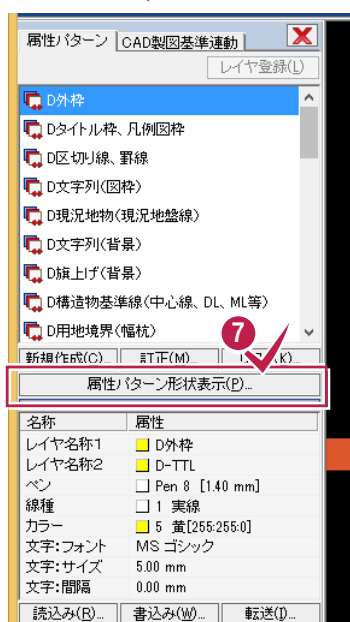 属性パターン CAD製図基準連動
レイヤ登録(L)
D外枠
Dタイトル枠、凡例図枠
D区切り線、罫線
D文字列(図枠)
D現況地物(現況地盤線)
D文字列(背景)
D旗上げ(背景)
D構造物基準線(中心線、DL、ML等)
D用地境界(幅杭)
7
新規作成(C)... 訂正(M)... (K)...
属性パターン形状表示(P)...
名称 属性
レイヤ名称1 D外枠
レイヤ名称2 D-TTL
ペン Pen 8 [1.40 mm]
線種 1 実線
カラー 5 黄[255:255:0]
文字:フォント MS ゴシック
文字:サイズ 5.00 mm
文字:間隔 0.00 mm
読込み(R)... 書込み(W)... 転送(I)...